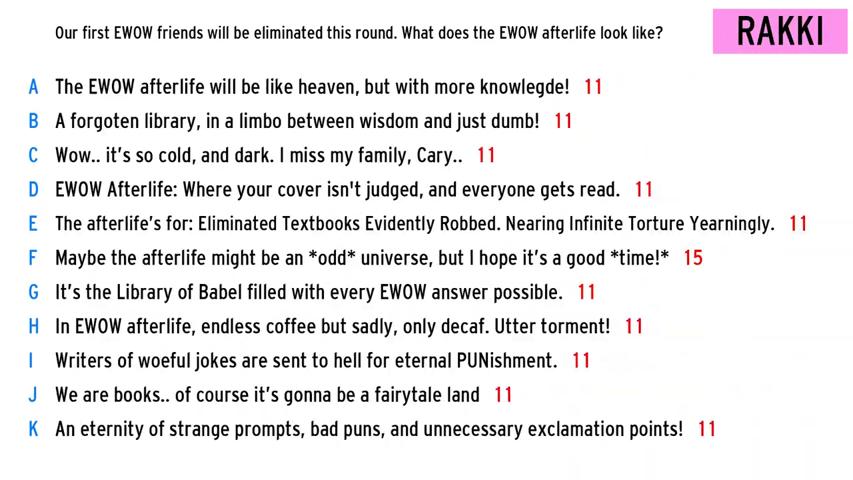 Our first EWOW friends will be eliminated this round. What does the EWOW afterlife look like?
RAKKI
A The EWOW afterlife will be like heaven, but with more knowlegde! 11
B A forgoten library, in a limbo between wisdom and just dumb! 11
C Wow.. it's so cold, and dark. I miss my family, Cary.. 11
D EWOW Afterlife: Where your cover isn't judged, and everyone gets read. 11
E The afterlife's for: Eliminated Textbooks Evidently Robbed. Nearing Infinite Torture Yearningly. 11
F Maybe the afterlife might be an *odd* universe, but I hope it's a good *time!* 15
G It's the Library of Babel filled with every EWOW answer possible. 11
H In EWOW afterlife, endless coffee but sadly, only decaf. Utter torment! 11
I Writers of woeful jokes are sent to hell for eternal PUNishment. 11
J We are books.. of course it's gonna be a fairytale land 11
K An eternity of strange prompts, bad puns, and unnecessary exclamation points! 11